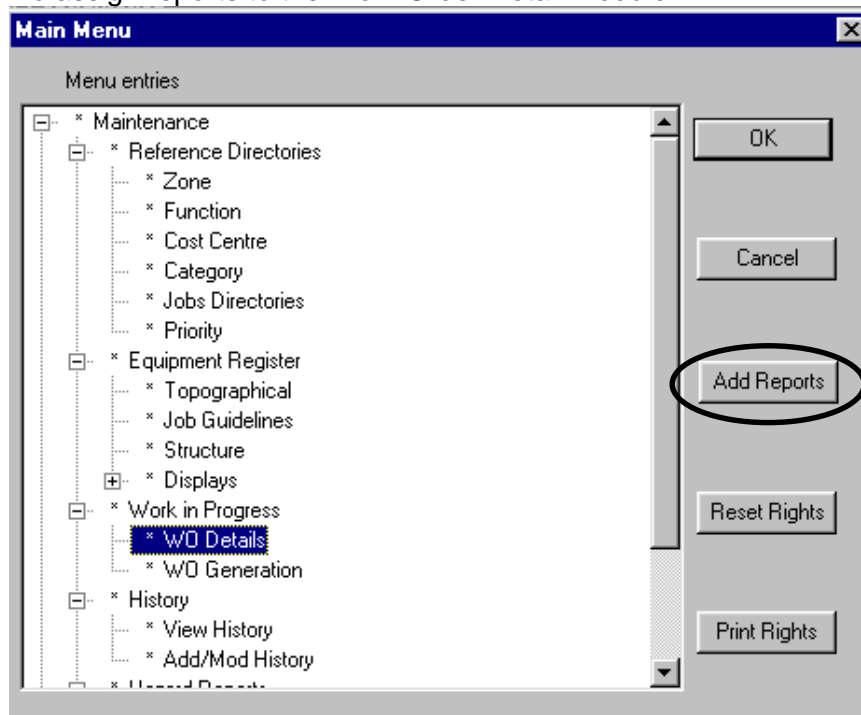 Main Menu
Menu entries
* Maintenance
* Reference Directories
* Zone
* Function
* Cost Centre
* Category
* Jobs Directories
* Priority
* Equipment Register
* Topographical
* Job Guidelines
* Structure
* Displays
* Work in Progress
* WO Details
* WO Generation
* History
* View History
* Add/Mod History
OK
Cancel
Add Reports
Reset Rights
Print Rights